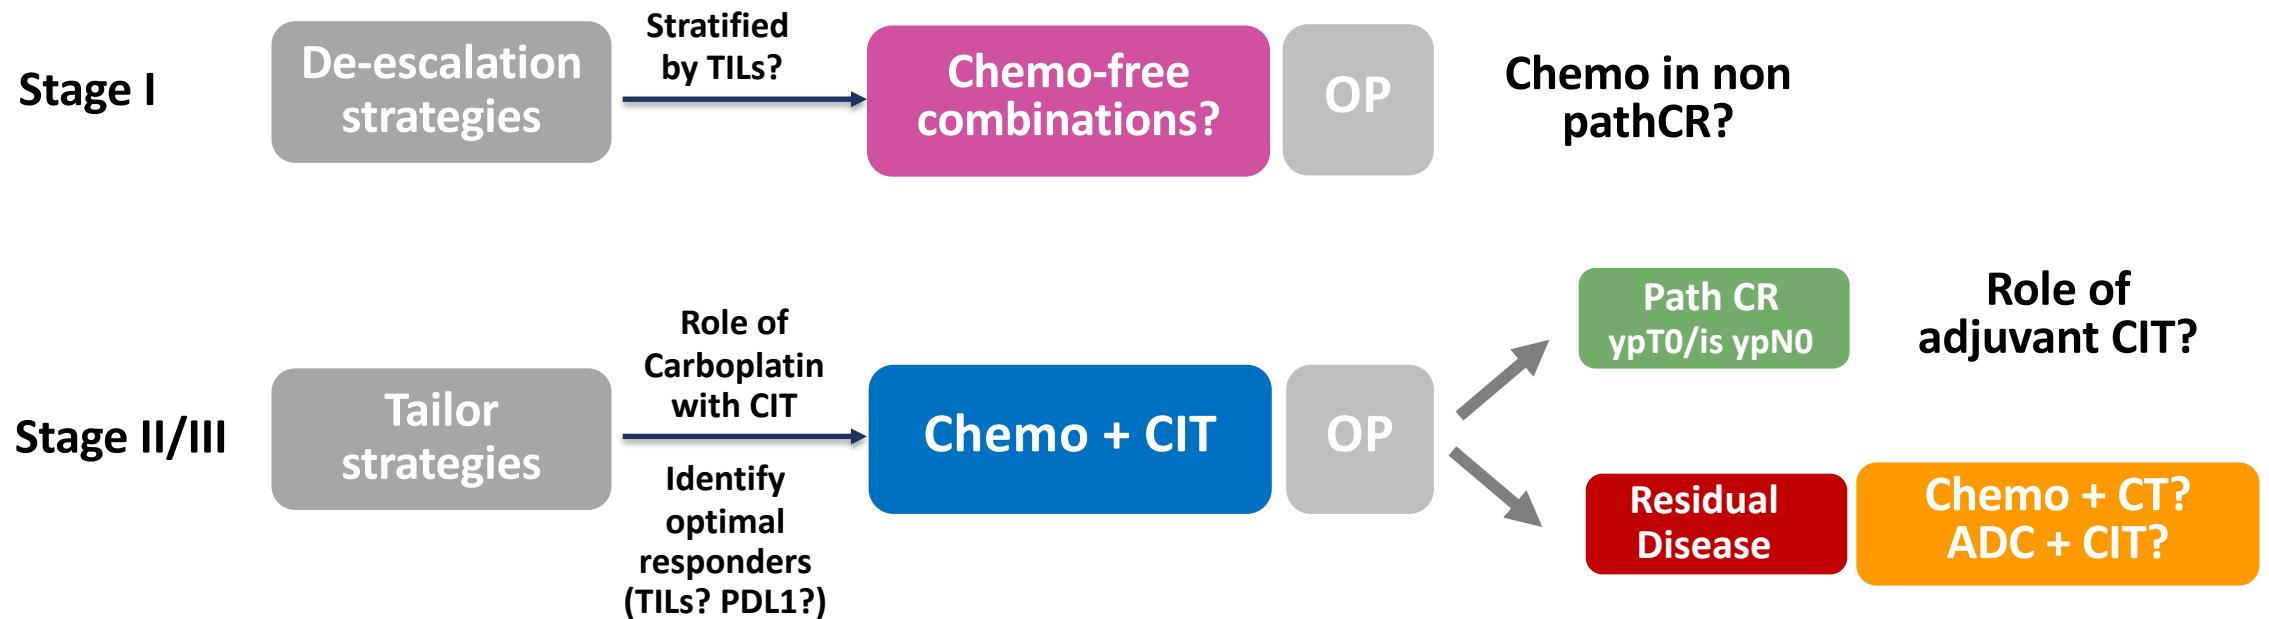 Stage I
De-escalation
strategies
Stratified
by TILs?
Chemo-free
combinations?
OP
Chemo in non
pathCR?
Stage II/III
Tailor
strategies
Role of
Carboplatin
with CIT
Identify
optimal
responders
(TILs? PDL1?)
Chemo + CIT
OP
Path CR
ypT0/is ypN0
Role of
adjuvant CIT?
Residual
Disease
Chemo + CT?
ADC + CIT?